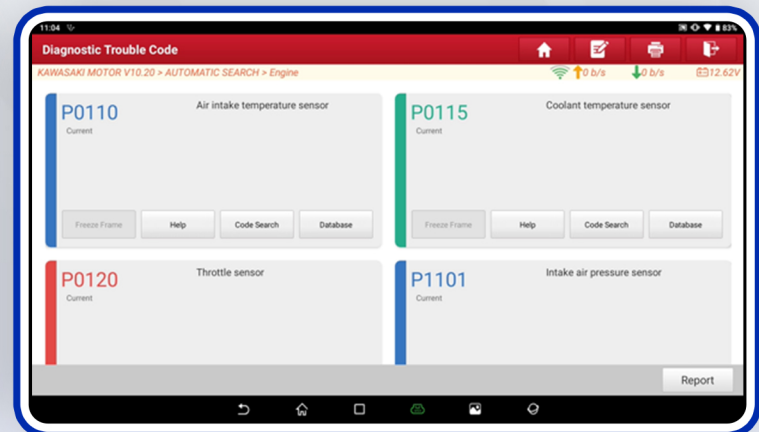 11:04
83%
Diagnostic Trouble Code
KAWASAKI MOTOR V10.20 > AUTOMATIC SEARCH > Engine
0 b/s
0 b/s
12.62V
P0110
Air intake temperature sensor
Current
Freeze Frame
Help
Code Search
Database
P0115
Coolant temperature sensor
Current
Freeze Frame
Help
Code Search
Database
P0120
Throttle sensor
Current
P1101
Intake air pressure sensor
Current
Report